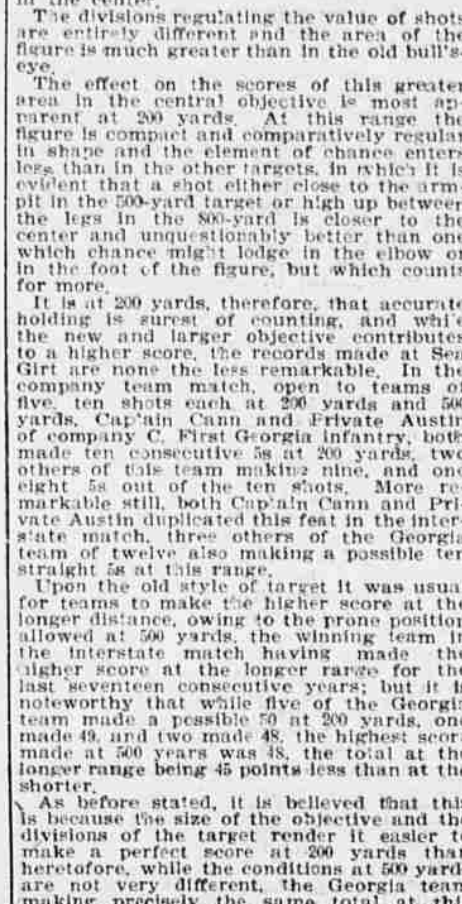 in the center.
The divisions regulating the value of shots
are entirely different and the area of the
figure is much greater than in the old bull's-
eye.
The effect on the scores of this greater
area in the central objective is most ap-
parent at 200 yards. At this range the
figure is compact and comparatively regular
in shape and the element of chance enters
less than in the other targets, in which it is
evident that a shot either close to the arm-
pit in the 500-yard target or high up between
the legs in the 800-yard is closer to the
center and unquestionably better than one
which chance might lodge in the elbow or
in the foot of the figure, but which counts
for more.
It is at 200 yards, therefore, that accurate
holding is surest of counting, and while
the new and larger objective contributes
to a higher score, the records made at Sea
Girt are none the less remarkable. In the
company team match, open to teams of
five, ten shots each at 200 yards and 500
yards, Captain Cann and Private Austin
of company C, First Georgia infantry, both
made ten consecutive 5s at 200 yards, two
others of this team making nine, and one
eight 5s out of the ten shots. More re-
markable still, both Captain Cann and Pri-
vate Austin duplicated this feat in the inter-
state match, three others of the Georgia
team of twelve also making a possible ten
straight 5s at this range.
Upon the old style of target it was usual
for teams to make the higher score at the
longer distance, owing to the prone position
allowed at 500 yards, the winning team in
the interstate match having made the
higher score at the longer range for the
last seventeen consecutive years; but it is
noteworthy that while five of the Georgia
team made a possible 50 at 200 yards, one
made 49, and two made 48, the highest score
made at 500 years was 48, the total at the
longer range being 45 points less than at the
shorter.
As before stated, it is believed that this
is because the size of the objective and the
divisions of the target render it easier to
make a perfect score at 200 yards than
heretofore, while the conditions at 500 yards
are not very different, the Georgia team
making precisely the same total at this